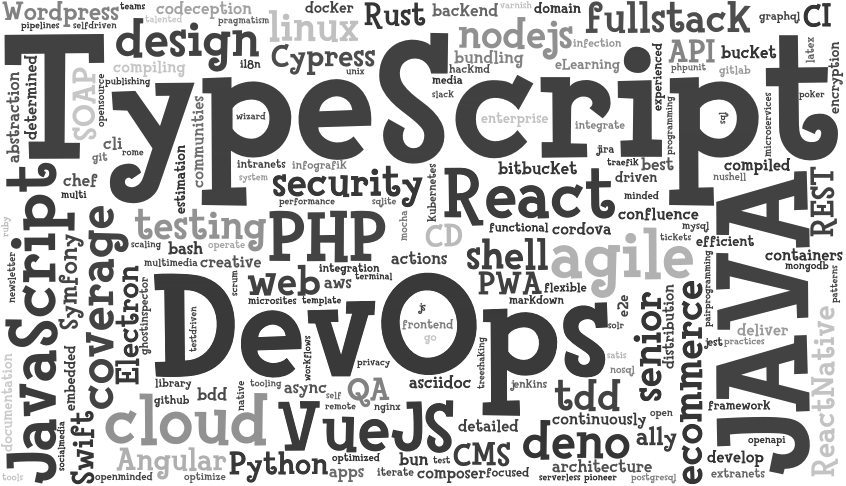 Wordpress
teams
codeception
docker
Rust
backend
varnish
domain
fullstack
graphql
CI
pipelines
selfdriven
talented
pragmatism
linux
nodejs
infection
design
il8n
Cypress
bundling
API
bucket
latex
compiling
unix
hackmd
eLearning
phpunit
gitlab
encryption
TypeScript
abstraction
determined
SOAP
opensource
publishing
media
slack
experienced
programming
sql
microservices
poker
wizard
enterprise
integrate
communities
cli
git
rome
estimation
intranets
infografik
system
jira
traefik
best
bitbucket
driven
compiled
nushell
chef
multi
security
performance
sqlite
kubernetes
React
minded
confluence
mysql
REST
JavaScript
ruby
newsletter
Symfony
coverage
testing
scaling
bash
operate
PHP
mocha
CD
functional
cordova
tickets
efficient
shell
agile
containers
mongodb
patterns
multimedia
creative
integration
actions
terminal
scrum
web
aws
PWA
flexible
microsites
template
markdown
e2e
pairprogramming
JAVA
Electron
ghostinspector
DevOps
testdriven
js
frontend
go
solr
senior
distribution
ecommerce
deliver
jest
practices
ReactNative
workflows
privacy
treeshaking
satis
nosql
documentation
embedded
library
tooling
github
bdd
native
async
self
remote
QA
nginx
asciidoc
jenkins
tdd
framework
open
continuously
openapi
cloud
VueJS
detailed
deno
ally
Swift
socialmedia
tools
openminded
Angular
optimize
Python
optimized
apps
bun
test
iterate
CMS
composer
focused
architecture
serverless
pioneer
postgresql
develop
extranets